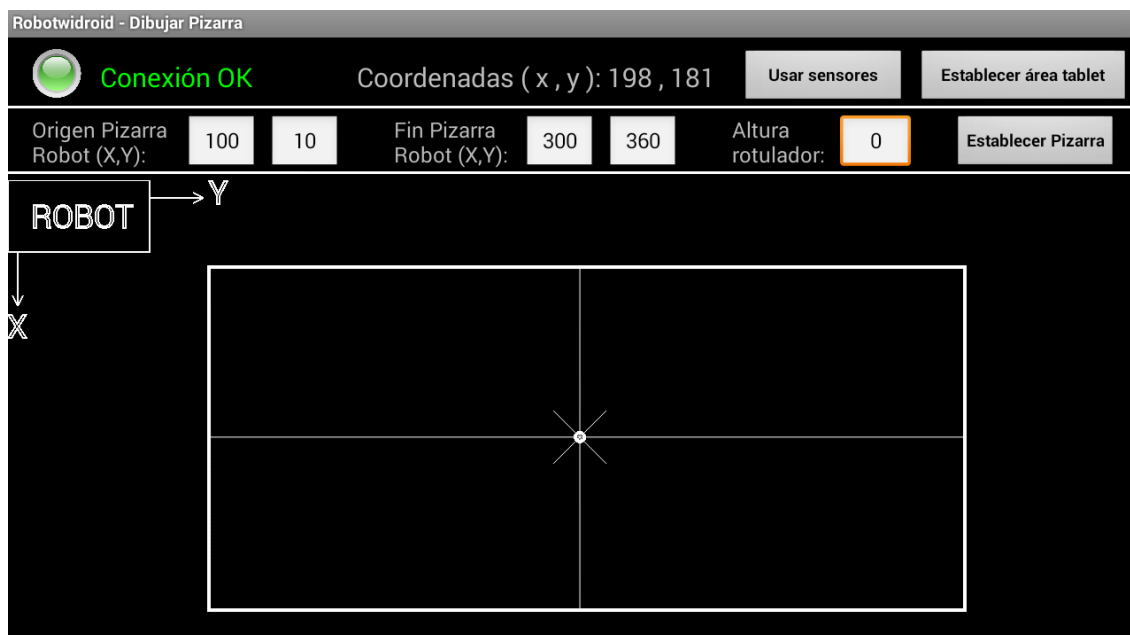 Robotwidroid - Dibujar Pizarra
Conexión OK
Coordenadas ( x , y ): 198 , 181
Usar sensores
Establecer área tablet
Origen Pizarra
Robot (X,Y):
100
10
Fin Pizarra
Robot (X,Y):
300
360
Altura
rotulador:
0
Establecer Pizarra
ROBOT
Y
X